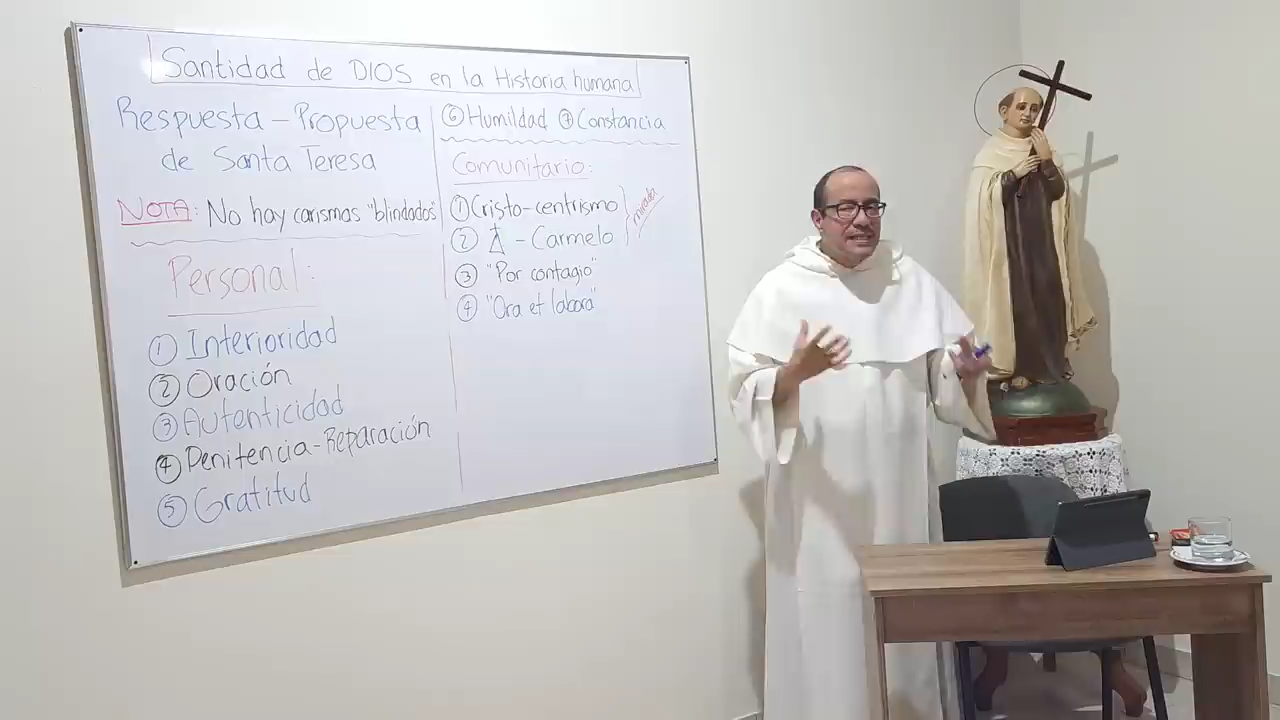 Santidad de DIOS en la Historia humana
Respuesta - Propuesta
de Santa Teresa
NOTA: No hay carismas "blindados"
Personal:
① Interioridad
② Oración
③ Autenticidad
④ Penitencia-Reparación
⑤ Gratitud
⑥ Humildad ⑦ Constancia
Comunitario:
① Cristo-centrismo
② - Carmelo
③ "Por contagio"
④ "Ora et labora"